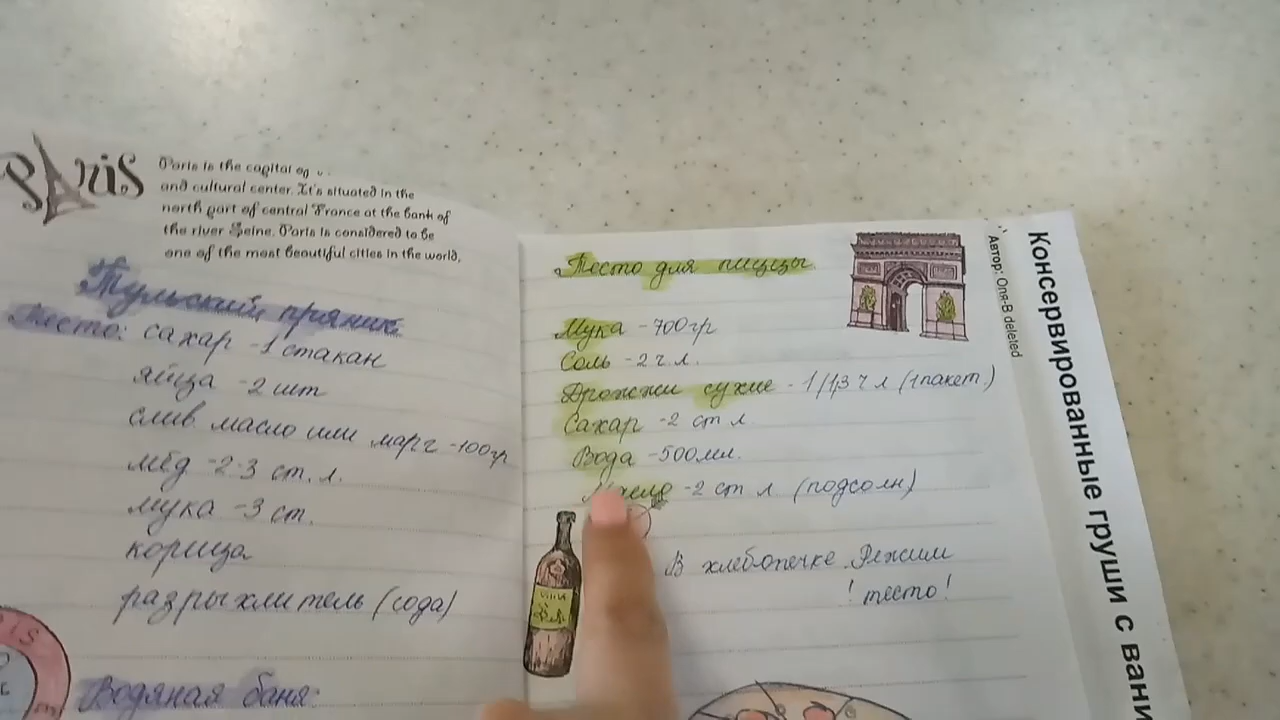 PARIS
Paris is the capital
and cultural center. It's situated in the
north part of central France at the bank of
the river Seine. Paris is considered to be
one of the most beautiful cities in the world,
Тульский пряник
Тесто: сахар -1 стакан
яйца -2 шт
слив масло или марг -100гр
мёд -2-3 ст. л.
мука -3 ст.
корица
разрыхлитель (сода)
Водяная баня:
Тесто для пиццы
Мука -700гр
Соль -2 ч л.
Дрожжи сухие - 1/1,3 ч л (1 пакет.)
Сахар -2 ст л
Вода -500мл.
Масло -2 ст л (подсолн)
В хлебопечке Режим
! тесто!
Автор: Оля-В deleted
Консервированные груши с вани